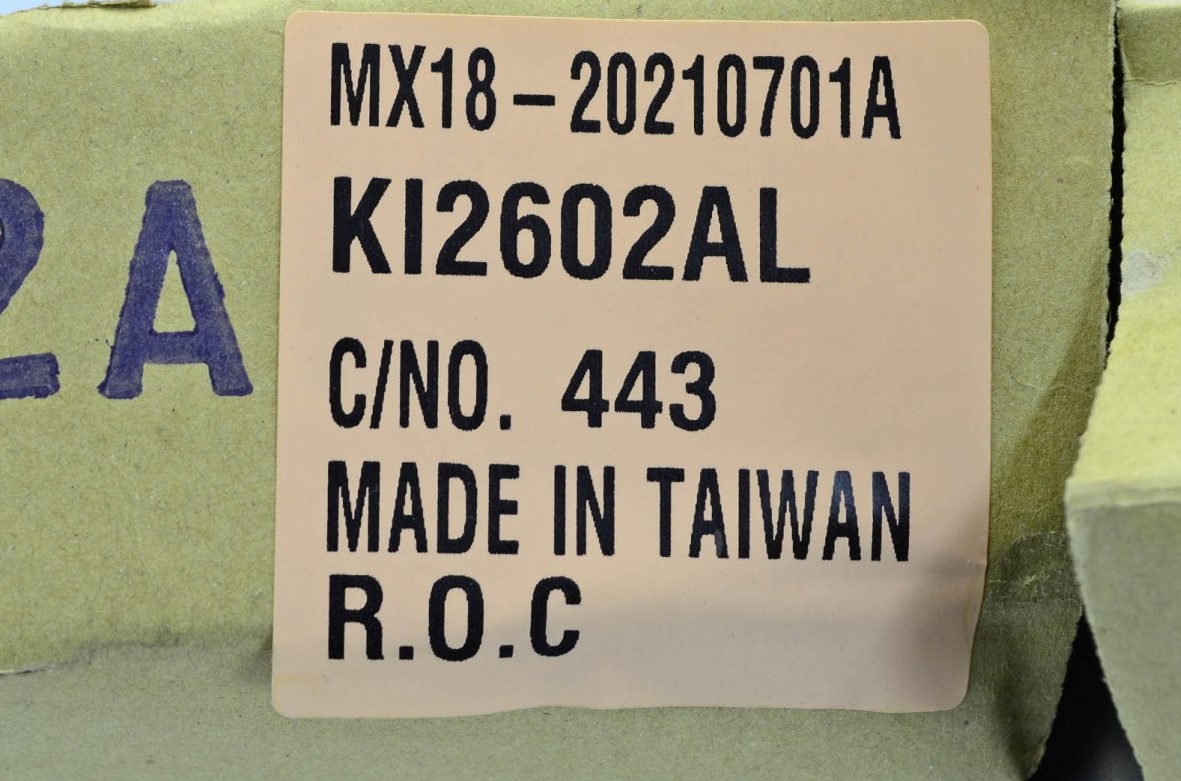 MX18-20210701A
KI2602AL
C/NO. 443
MADE IN TAIWAN
R.O.C
2A